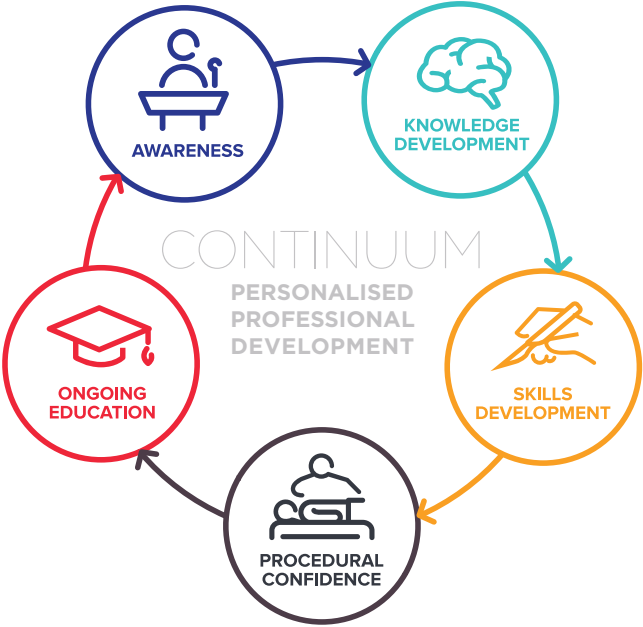 AWARENESS
KNOWLEDGE
DEVELOPMENT
CONTINUUM
PERSONALISED
PROFESSIONAL
DEVELOPMENT
ONGOING
EDUCATION
SKILLS
DEVELOPMENT
PROCEDURAL
CONFIDENCE